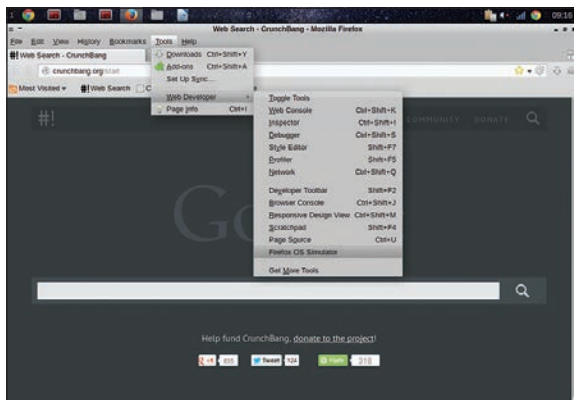 1
09:16
Web Search - CrunchBang - Mozilla Firefox
File Edit View History Bookmarks Tools Help
#! Web Search - CrunchBang
crunchbang.org/start
Most Visited #! Web Search
Downloads Ctrl+Shift+Y
Add-ons Ctrl+Shift+A
Set Up Sync...
Web Developer
Page Info Ctrl+I
Toggle Tools
Web Console Ctrl+Shift+K
Inspector Ctrl+Shift+I
Debugger Ctrl+Shift+S
Style Editor Shift+F7
Profiler Shift+F5
Network Ctrl+Shift+Q
Developer Toolbar Shift+F2
Browser Console Ctrl+Shift+J
Responsive Design View Ctrl+Shift+M
Scratchpad Shift+F4
Page Source Ctrl+U
Firefox OS Simulator
Get More Tools
#! COMMUNITY DONATE
Go
Help fund CrunchBang, donate to the project!
+1 Tweet 124 Flattr 318